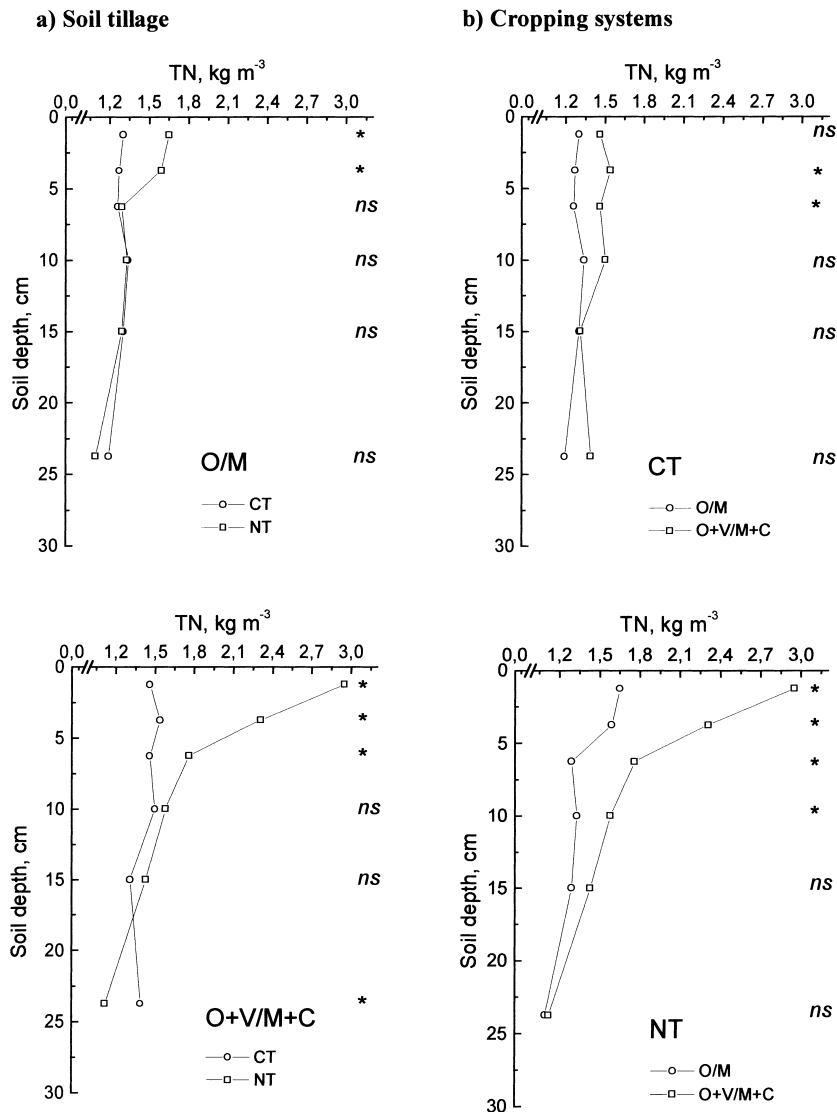 a) Soil tillage
b) Cropping systems
TN, kg m-3
0,0 1,2 1,5 1,8 2,1 2,4 2,7 3,0
0
5
10
15
20
25
30
Soil depth, cm
*
*
ns
ns
ns
ns
O/M
CT
NT
TN, kg m-3
0.0 1.2 1.5 1.8 2.1 2.4 2.7 3.0
0
5
10
15
20
25
30
Soil depth, cm
ns
*
*
ns
ns
ns
CT
O/M
O+V/M+C
TN, kg m-3
0,0 1,2 1,5 1,8 2,1 2,4 2,7 3,0
0
5
10
15
20
25
30
Soil depth, cm
*
*
*
ns
ns
*
O+V/M+C
CT
NT
TN, kg m-3
0,0 1,2 1,5 1,8 2,1 2,4 2,7 3,0
0
5
10
15
20
25
30
Soil depth, cm
*
*
*
*
ns
ns
NT
O/M
O+V/M+C